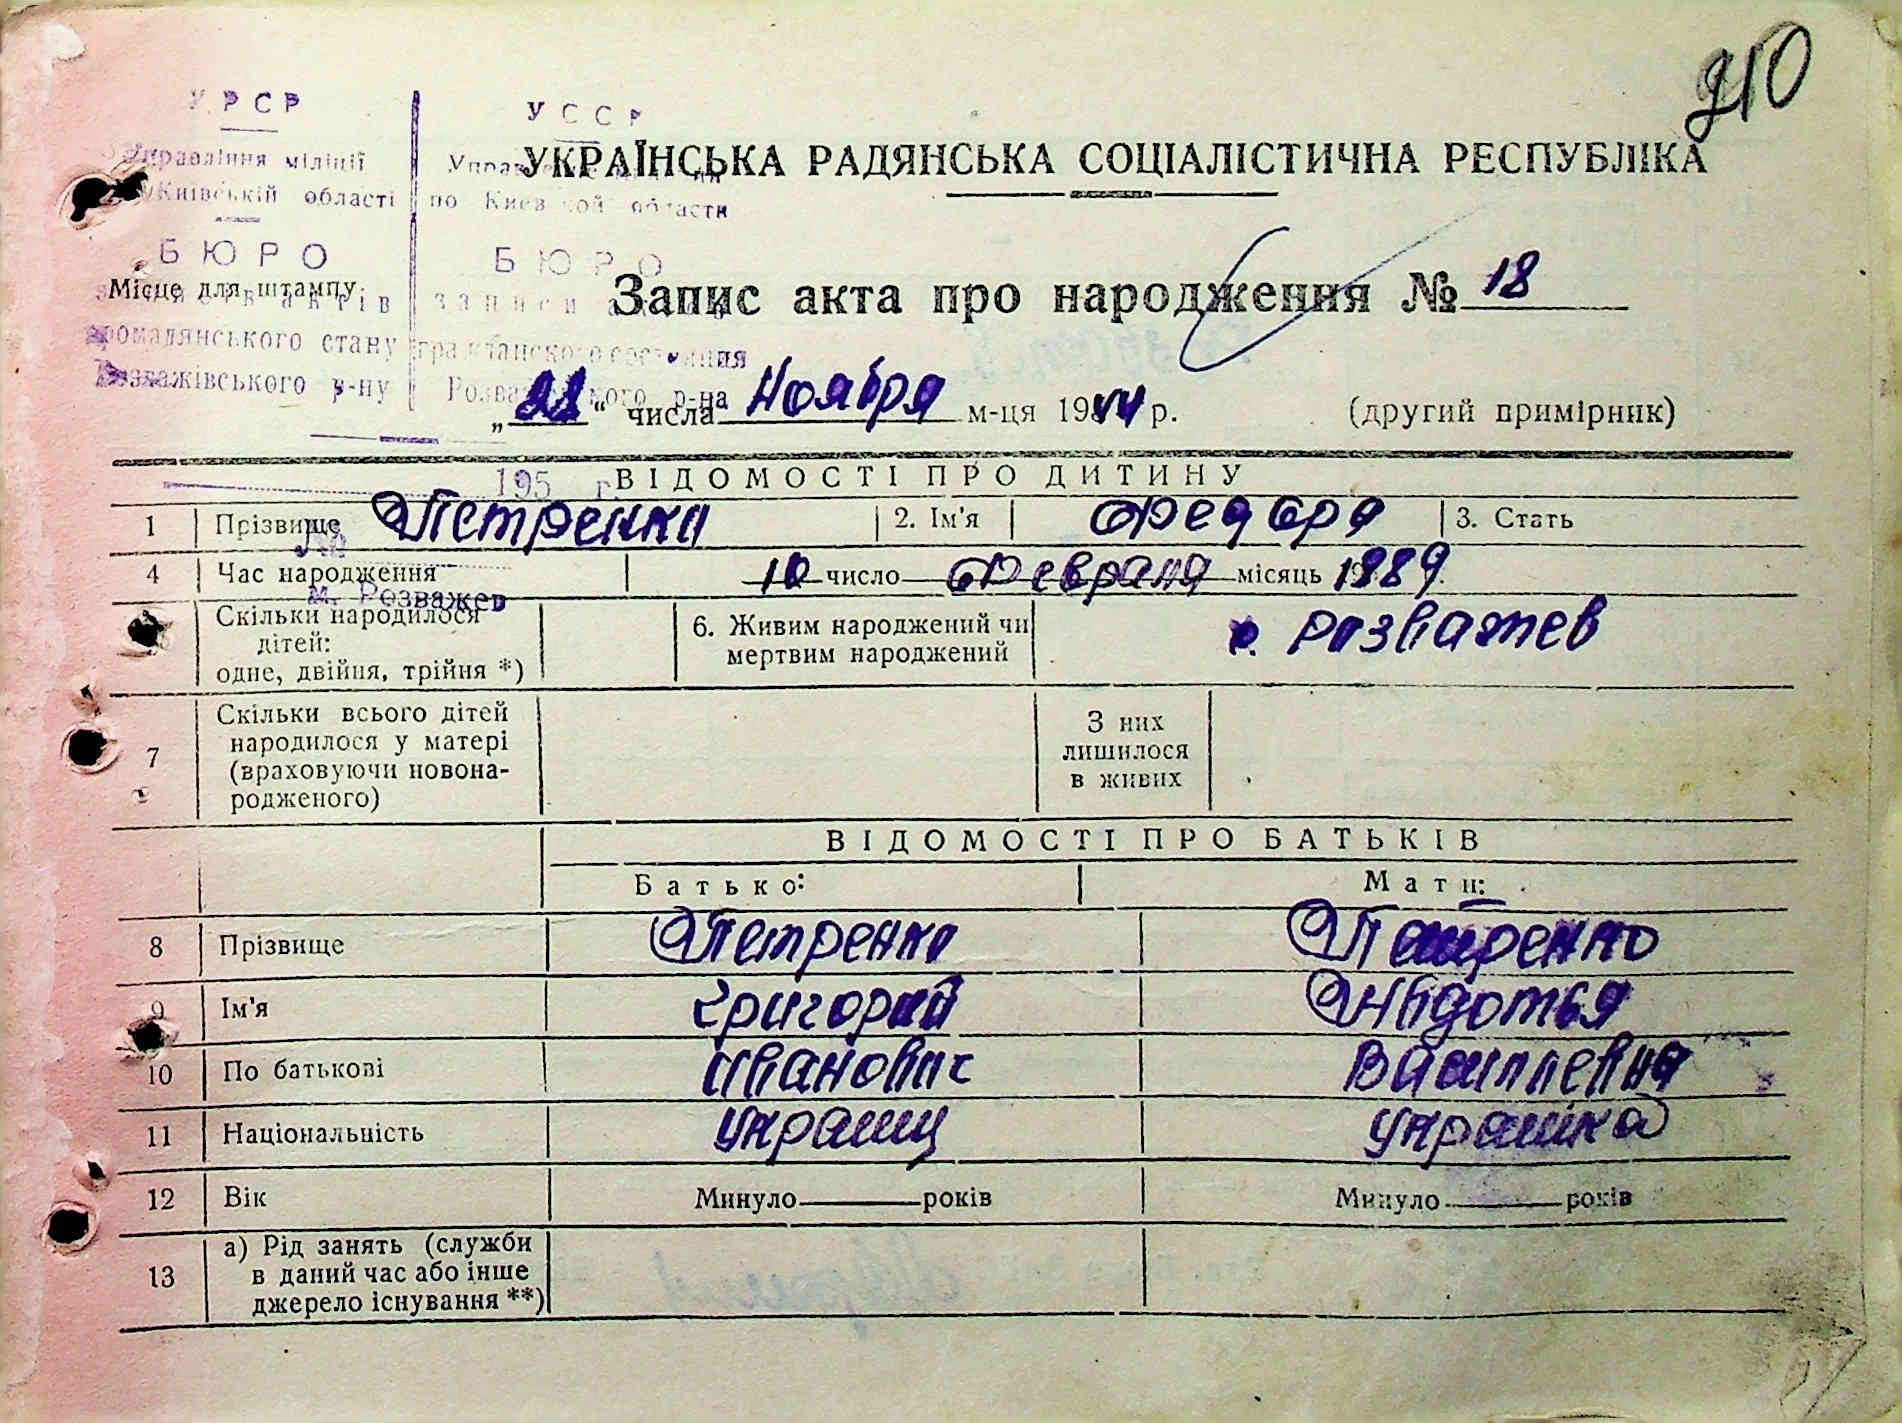 210
УРСР
УССР
Управління міліції
Київській області
по Киевской области
УКРАЇНСЬКА РАДЯНСЬКА СОЦІАЛІСТИЧНА РЕСПУБЛІКА
БЮРО
БЮРО
Місце для штампу
записи
Запис акта про народження № 18
громадянського стану
гражданского состояния
Розважівського р-ну
Розважевского р-на
„ 22 “ числа Ноября м-ця 19 р. (другий примірник)
195 г.
ВІДОМОСТІ ПРО ДИТИНУ
1 Прізвище Петренко 2. Ім'я Федора 3. Стать
№
4 Час народження 10 число Февраля місяць 1889.
м. Розважев
Скільки народилося дітей: одне, двійня, трійня *) 6. Живим народжений чи мертвим народжений с. Розважев
7 Скільки всього дітей народилося у матері (враховуючи новонародженого) З них лишилося в живих
ВІДОМОСТІ ПРО БАТЬКІВ
Батько: Мати:
8 Прізвище Петренко Петренко
9 Ім'я Григорий Авдотья
10 По батькові Иванович Васильевна
11 Національність украинц украинка
12 Вік Минуло років Минуло років
13 а) Рід занять (служби в даний час або інше джерело існування **)